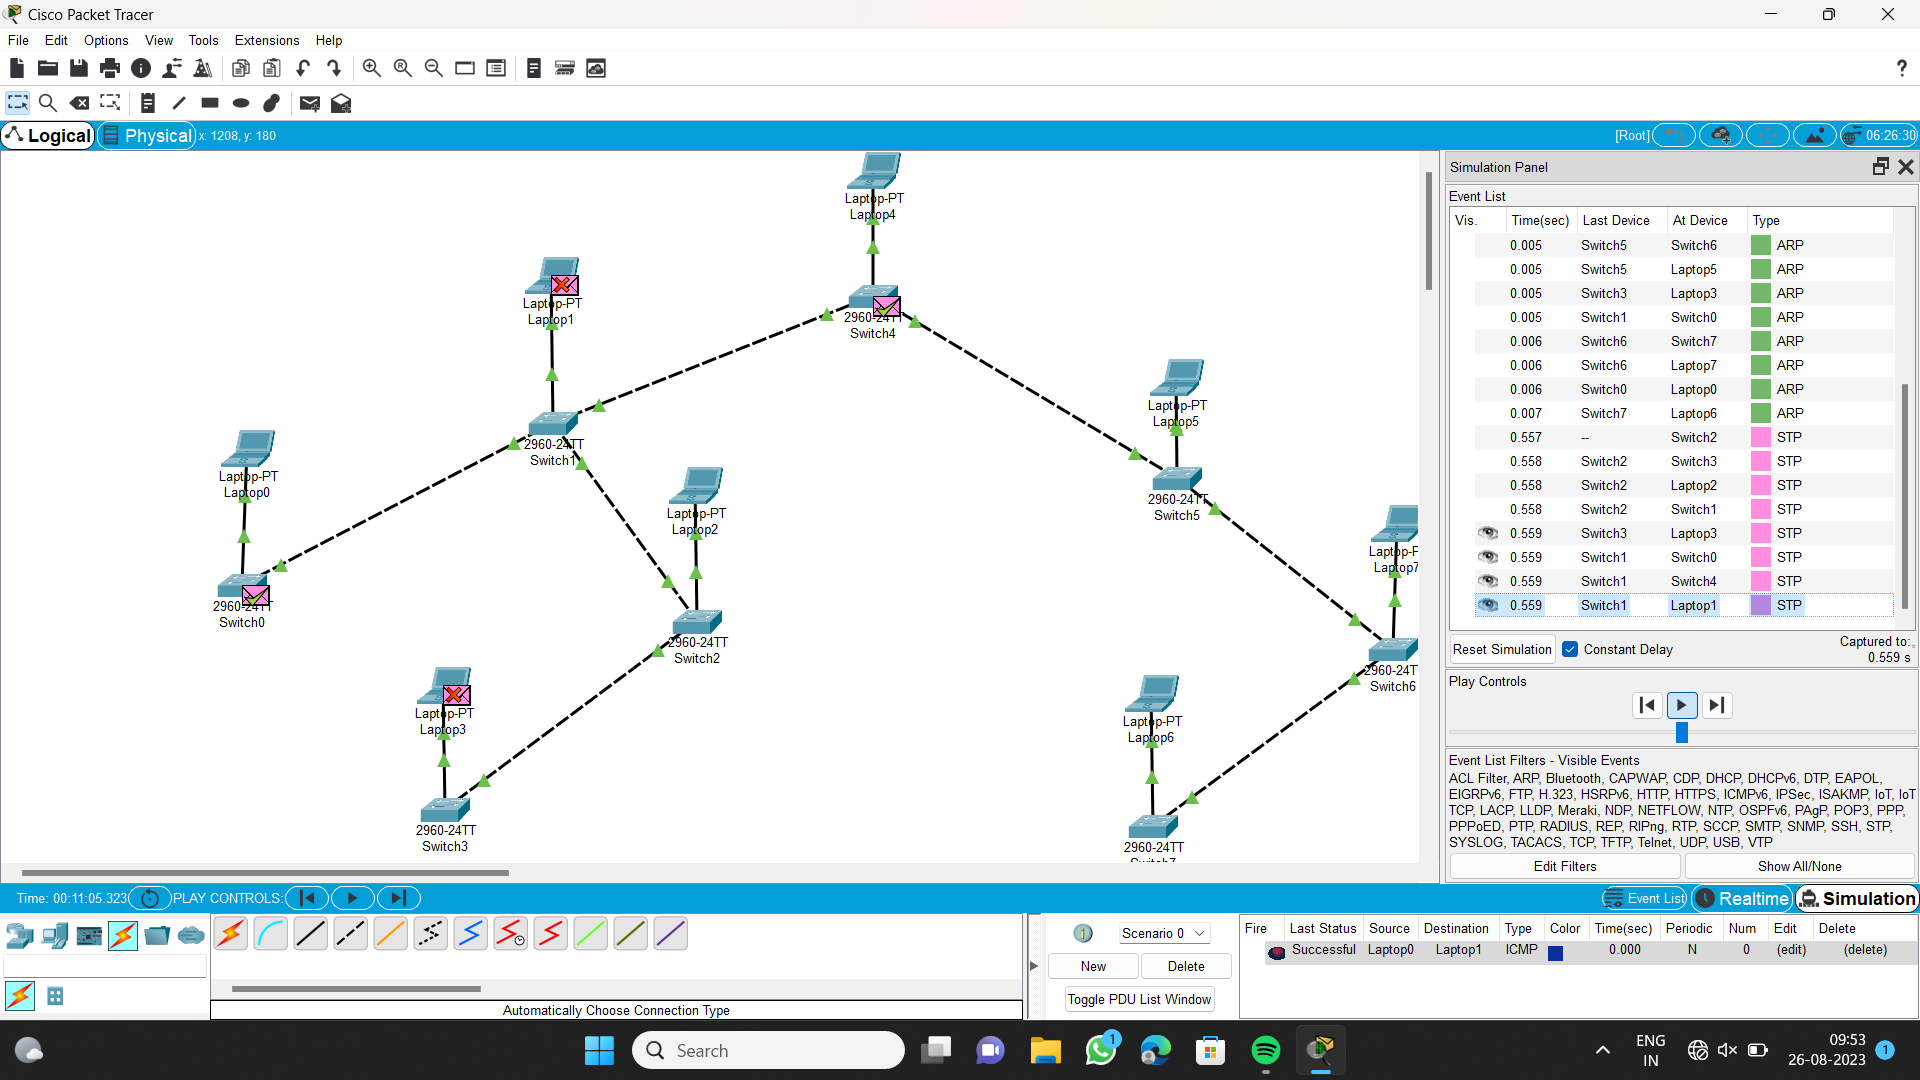 Cisco Packet Tracer
File Edit Options View Tools Extensions Help
Logical Physical x: 1208, y: 180 [Root] 06:26:30
Laptop-PT
Laptop4
2960-24TT
Switch4
Laptop-PT
Laptop1
2960-24TT
Switch1
Laptop-PT
Laptop5
2960-24TT
Switch5
Laptop-PT
Laptop0
2960-24TT
Switch0
Laptop-PT
Laptop2
2960-24TT
Switch2
Laptop-P
Laptop7
2960-24T
Switch6
Laptop-PT
Laptop3
2960-24TT
Switch3
Laptop-PT
Laptop6
2960-24TT
Switch7
Simulation Panel
Event List
Vis. Time(sec) Last Device At Device Type
0.005 Switch5 Switch6 ARP
0.005 Switch5 Laptop5 ARP
0.005 Switch3 Laptop3 ARP
0.005 Switch1 Switch0 ARP
0.006 Switch6 Switch7 ARP
0.006 Switch6 Laptop7 ARP
0.006 Switch0 Laptop0 ARP
0.007 Switch7 Laptop6 ARP
0.557 -- Switch2 STP
0.558 Switch2 Switch3 STP
0.558 Switch2 Laptop2 STP
0.558 Switch2 Switch1 STP
0.559 Switch3 Laptop3 STP
0.559 Switch1 Switch0 STP
0.559 Switch1 Switch4 STP
0.559 Switch1 Laptop1 STP
Reset Simulation Constant Delay Captured to:
0.559 s
Play Controls
Event List Filters - Visible Events
ACL Filter, ARP, Bluetooth, CAPWAP, CDP, DHCP, DHCPv6, DTP, EAPOL,
EIGRPv6, FTP, H.323, HSRPv6, HTTP, HTTPS, ICMPv6, IPSec, ISAKMP, IoT, IoT
TCP, LACP, LLDP, Meraki, NDP, NETFLOW, NTP, OSPFv6, PAgP, POP3, PPP,
PPPoED, PTP, RADIUS, REP, RIPng, RTP, SCCP, SMTP, SNMP, SSH, STP,
SYSLOG, TACACS, TCP, TFTP, Telnet, UDP, USB, VTP
Edit Filters Show All/None
Time: 00:11:05.323 PLAY CONTROLS: Event List Realtime Simulation
Automatically Choose Connection Type
Scenario 0
New Delete
Toggle PDU List Window
Fire Last Status Source Destination Type Color Time(sec) Periodic Num Edit Delete
Successful Laptop0 Laptop1 ICMP 0.000 N 0 (edit) (delete)
Search 1 ENG
IN 09:53
26-08-2023 1